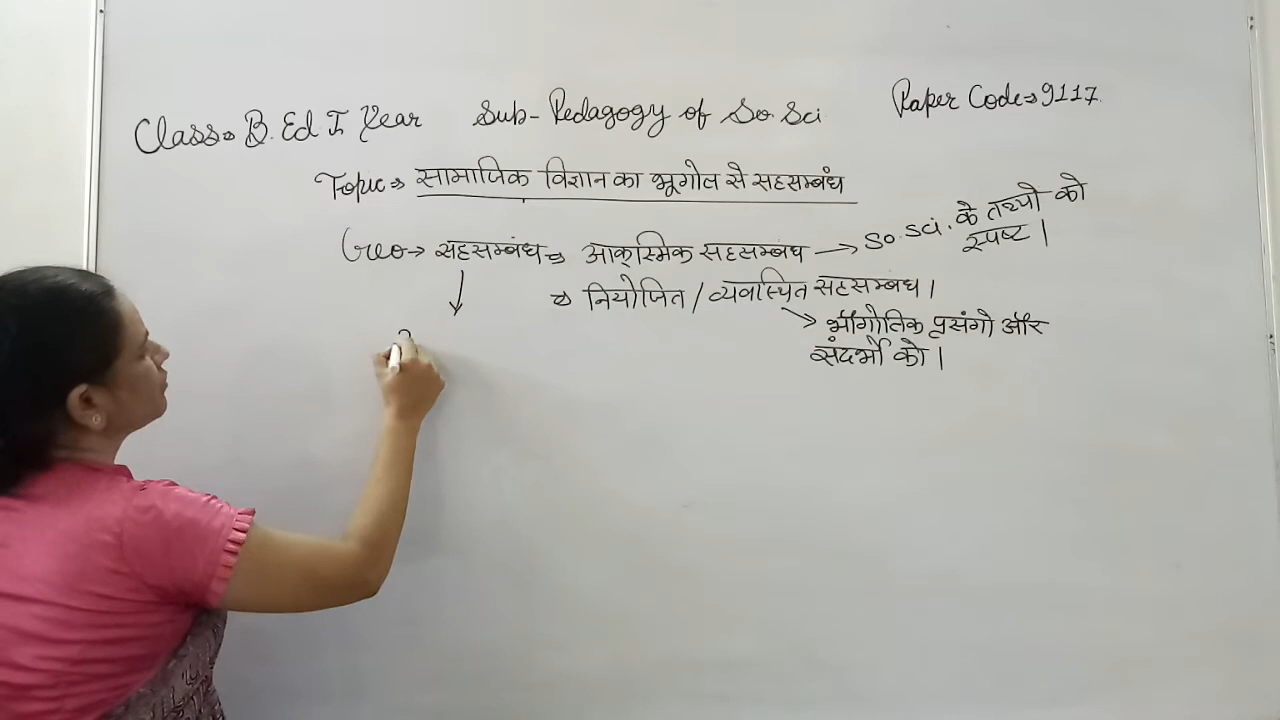 Class⇒ B. Ed I Year Sub- Pedagogy of So Sci Paper Code⇒ 9117.
Topic⇒ सामाजिक विज्ञान का भूगोल से सहसम्बंध
Geo→ सहसम्बंध⇒ आकस्मिक सहसम्बंध → So. Sci. के तथ्यो को
स्पष्ट।
⇒ नियोजित / व्यवस्थित सहसम्बध।
→ भौगोतिक प्रसंगो और
संदर्भो को।